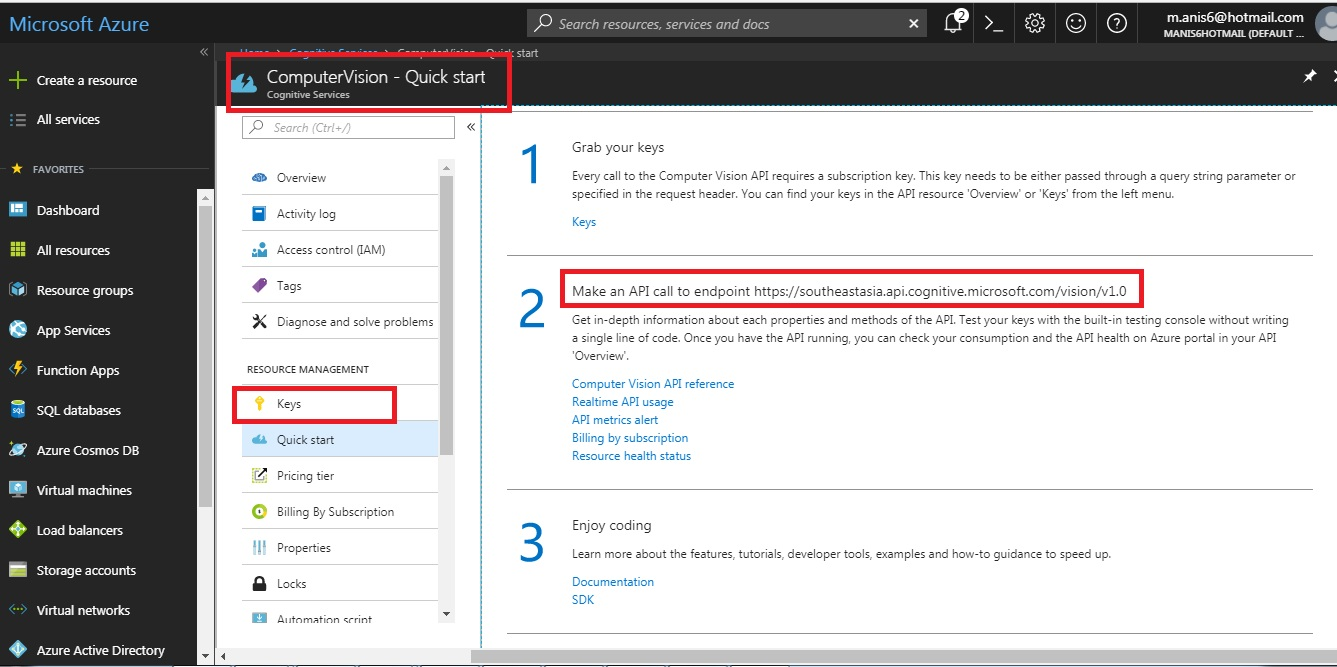 Microsoft Azure
Search resources, services and docs
2
m.anis6@hotmail.com
MANIS6HOTMAIL (DEFAULT ...
Home > Cognitive Services > ComputerVision - Quick start
ComputerVision - Quick start
Cognitive Services
Create a resource
All services
FAVORITES
Dashboard
All resources
Resource groups
App Services
Function Apps
SQL databases
Azure Cosmos DB
Virtual machines
Load balancers
Storage accounts
Virtual networks
Azure Active Directory
Search (Ctrl+/)
Overview
Activity log
Access control (IAM)
Tags
Diagnose and solve problems
RESOURCE MANAGEMENT
Keys
Quick start
Pricing tier
Billing By Subscription
Properties
Locks
Automation script
1
Grab your keys
Every call to the Computer Vision API requires a subscription key. This key needs to be either passed through a query string parameter or
specified in the request header. You can find your keys in the API resource 'Overview' or 'Keys' from the left menu.
Keys
2
Make an API call to endpoint https://southeastasia.api.cognitive.microsoft.com/vision/v1.0
Get in-depth information about each properties and methods of the API. Test your keys with the built-in testing console without writing
a single line of code. Once you have the API running, you can check your consumption and the API health on Azure portal in your API
'Overview'.
Computer Vision API reference
Realtime API usage
API metrics alert
Billing by subscription
Resource health status
3
Enjoy coding
Learn more about the features, tutorials, developer tools, examples and how-to guidance to speed up.
Documentation
SDK